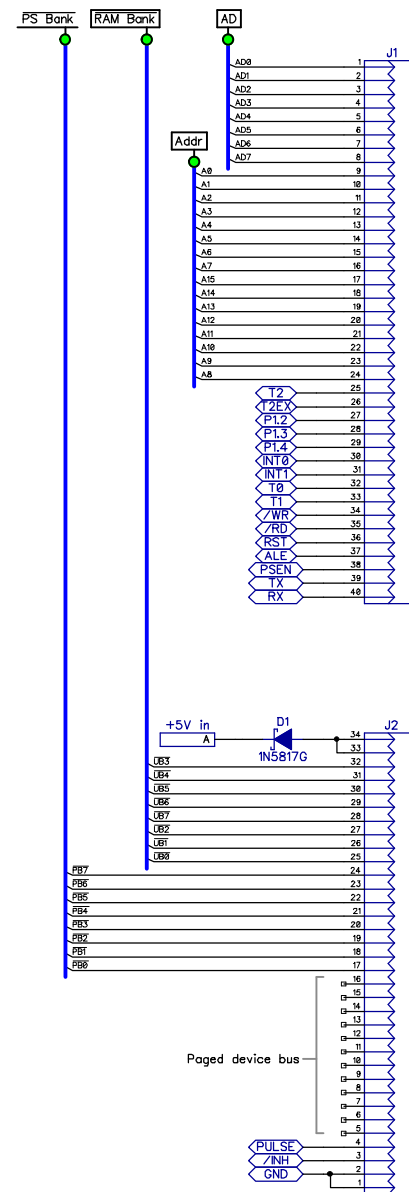 PS Bank RAM Bank AD
J1
AD0 1
AD1 2
AD2 3
AD3 4
AD4 5
AD5 6
AD6 7
Addr
AD7 8
A0 9
A1 10
A2 11
A3 12
A4 13
A5 14
A6 15
A7 16
A15 17
A14 18
A13 19
A12 20
A11 21
A10 22
A9 23
A8 24
T2 25
T2EX 26
P1.2 27
P1.3 28
P1.4 29
INT0 30
INT1 31
T0 32
T1 33
/WR 34
/RD 35
RST 36
ALE 37
PSEN 38
TX 39
RX 40
+5V in D1 J2
A 34
1N5817G 33
UB3 32
UB4 31
UB5 30
UB6 29
UB7 28
UB2 27
UB1 26
UB0 25
PB7 24
PB6 23
PB5 22
PB4 21
PB3 20
PB2 19
PB1 18
PB0 17
16
15
14
13
12
11
Paged device bus 10
9
8
7
6
5
PULSE 4
/INH 3
GND 2
1